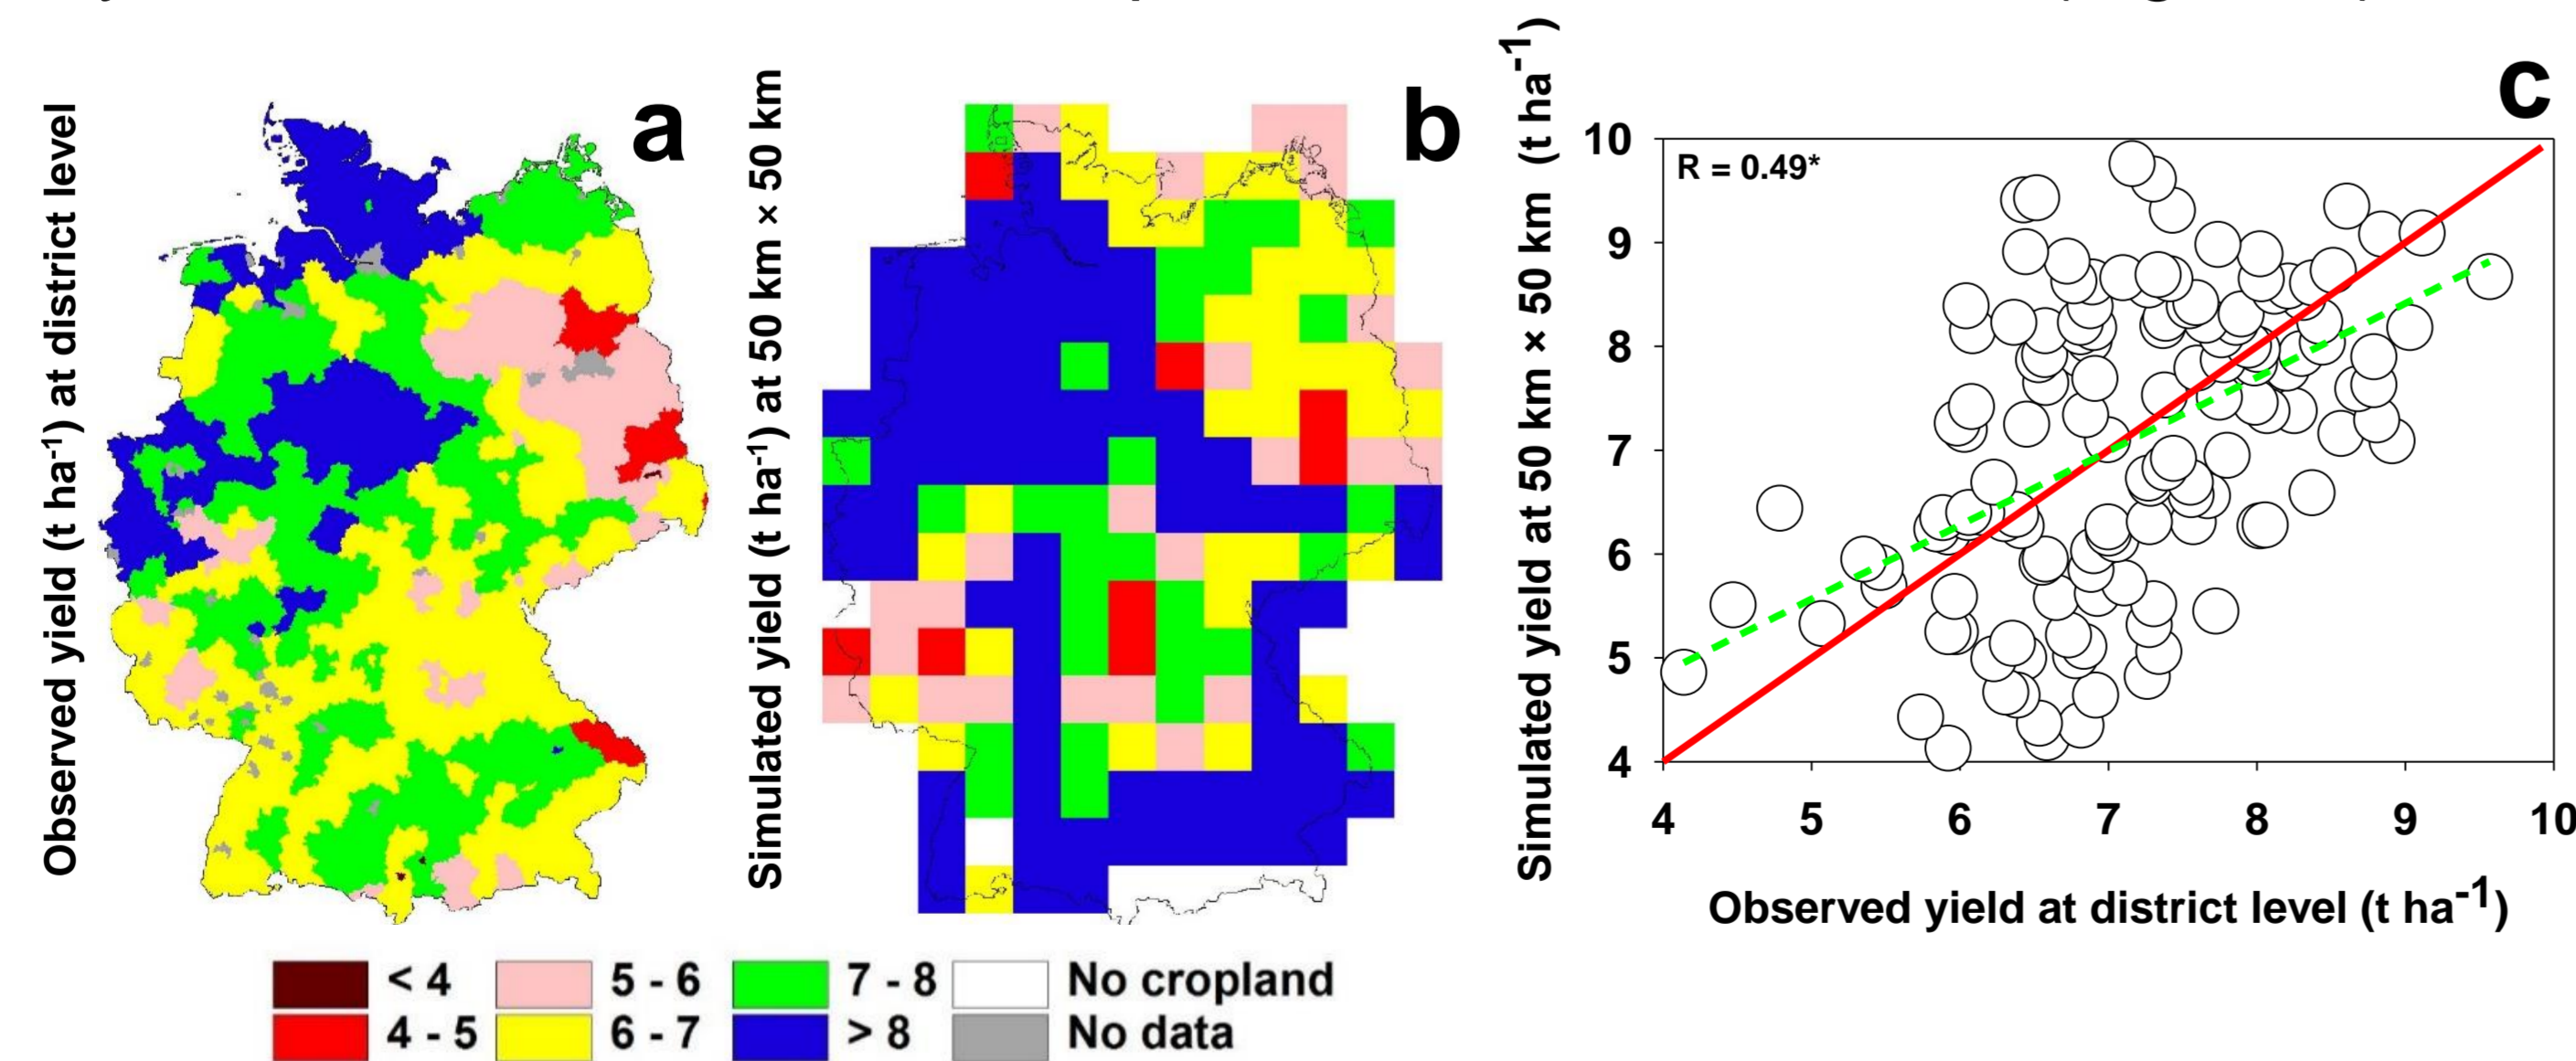 Observed yield (t ha-1) at district level
a
Simulated yield (t ha-1) at 50 km × 50 km
b
Simulated yield at 50 km × 50 km (t ha-1)
c
R = 0.49*
10
9
8
7
6
5
4
4 5 6 7 8 9 10
Observed yield at district level (t ha-1)
< 4 5 - 6 7 - 8 No cropland
4 - 5 6 - 7 > 8 No data